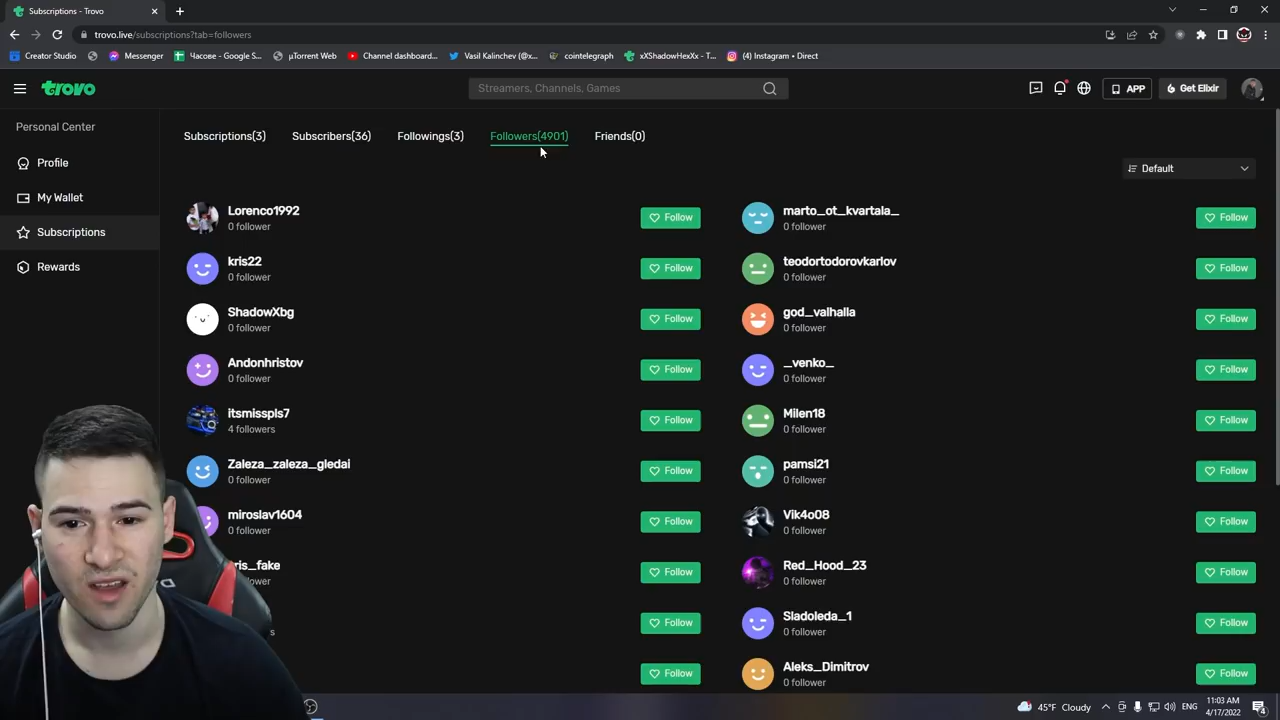 Subscriptions - Trovo
trovo.live/subscriptions?tab=followers
Creator Studio
Messenger
Часове - Google S...
µTorrent Web
Channel dashboard...
Vasil Kalinchev (@x...
cointelegraph
xXShadowHexXx - T...
(4) Instagram • Direct
trovo
Streamers, Channels, Games
APP
Get Elixir
Personal Center
Profile
My Wallet
Subscriptions
Rewards
Subscriptions(3)
Subscribers(36)
Followings(3)
Followers(4901)
Friends(0)
Default
Lorenco1992
0 follower
Follow
marto_ot_kvartala_
0 follower
Follow
kris22
0 follower
Follow
teodortodorovkarlov
0 follower
Follow
ShadowXbg
0 follower
Follow
god_valhalla
0 follower
Follow
Andonhristov
0 follower
Follow
_venko_
0 follower
Follow
itsmisspls7
4 followers
Follow
Milen18
0 follower
Follow
Zaleza_zaleza_gledai
0 follower
Follow
pamsi21
0 follower
Follow
miroslav1604
0 follower
Follow
Vik4o08
0 follower
Follow
ris_fake
lower
Follow
Red_Hood_23
0 follower
Follow
s
Follow
Sladoleda_1
0 follower
Follow
Follow
Aleks_Dimitrov
0 follower
Follow
45°F Cloudy
ENG
11:03 AM
4/17/2022